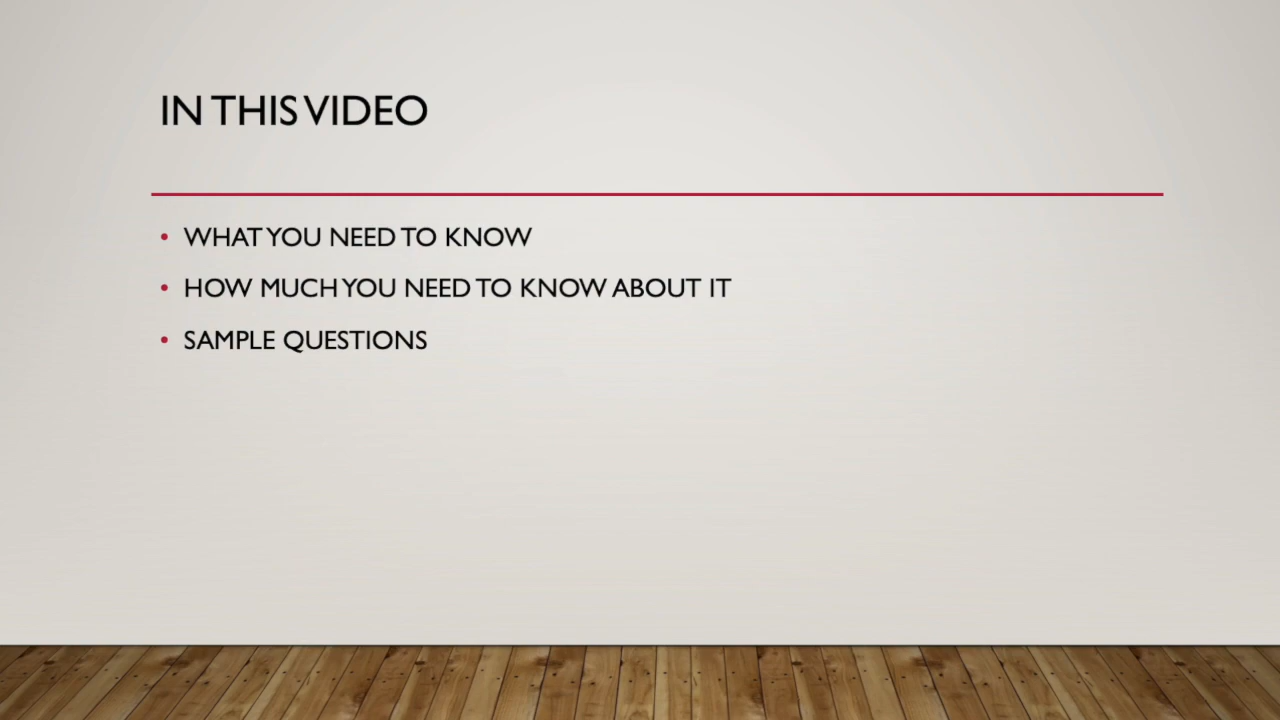 IN THIS VIDEO
• WHAT YOU NEED TO KNOW
• HOW MUCH YOU NEED TO KNOW ABOUT IT
• SAMPLE QUESTIONS